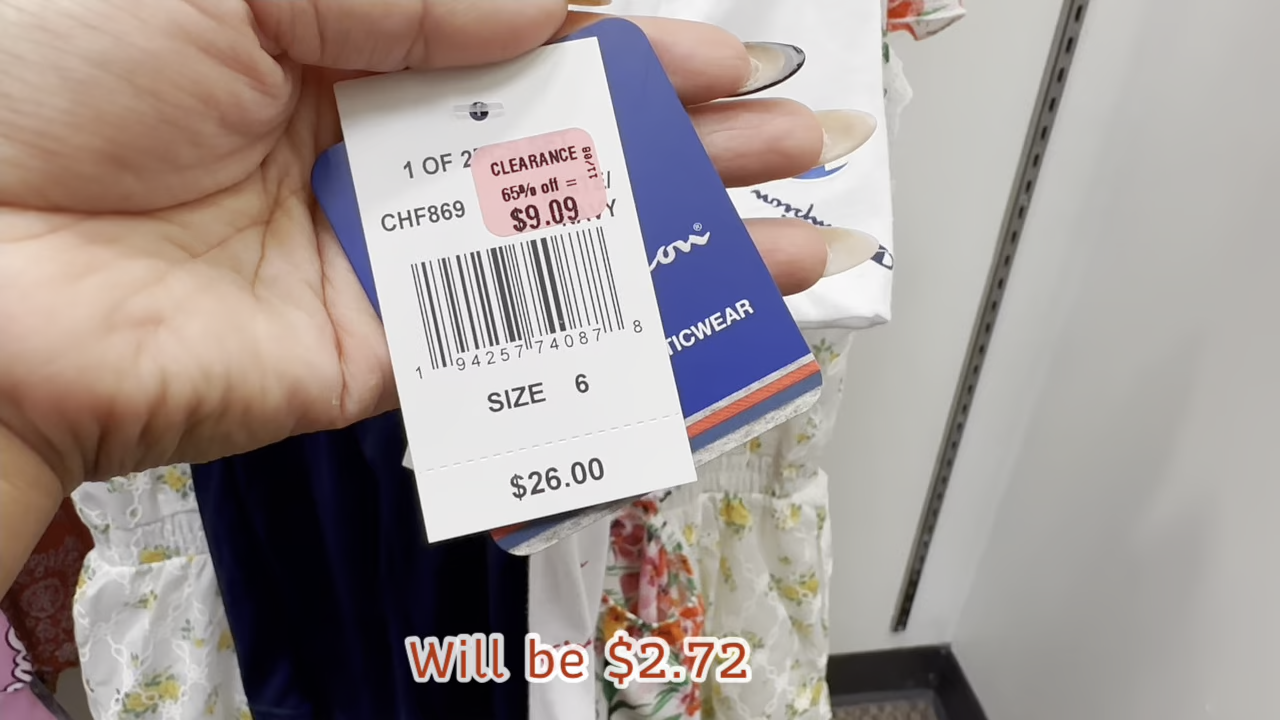 1 OF 2
CLEARANCE
11/08
65% off =
$9.09
CHF869
1 94257 74087 8
SIZE 6
$26.00
TICWEAR
Will be $2.72